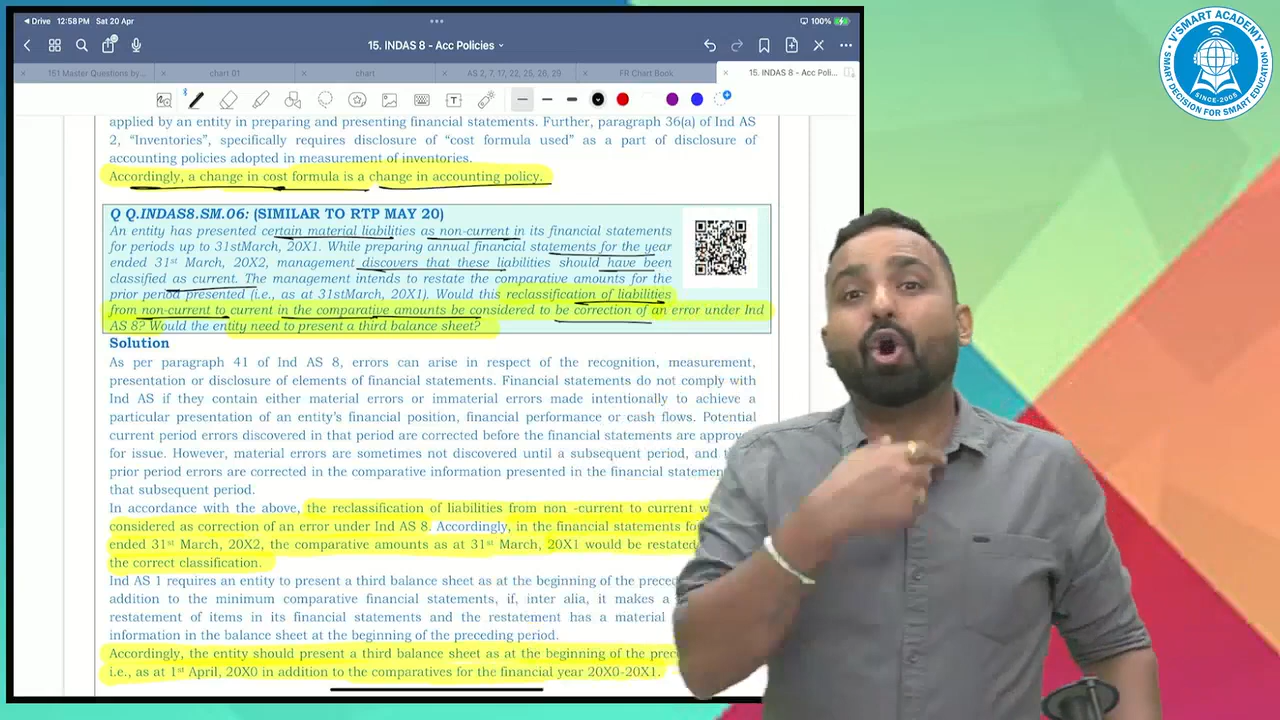 Drive 12:58 PM Sat 20 Apr
100%
15. INDAS 8 - Acc Policies
151 Master Questions by...
chart 01
chart
AS 2, 7, 17, 22, 25, 26, 29
FR Chart Book
15. INDAS 8 - Acc Poli...
applied by an entity in preparing and presenting financial statements. Further, paragraph 36(a) of Ind AS
2, “Inventories”, specifically requires disclosure of “cost formula used” as a part of disclosure of
accounting policies adopted in measurement of inventories.
Accordingly, a change in cost formula is a change in accounting policy.
Q Q.INDAS8.SM.06: (SIMILAR TO RTP MAY 20)
An entity has presented certain material liabilities as non-current in its financial statements
for periods up to 31stMarch, 20X1. While preparing annual financial statements for the year
ended 31st March, 20X2, management discovers that these liabilities should have been
classified as current. The management intends to restate the comparative amounts for the
prior period presented (i.e., as at 31stMarch, 20X1). Would this reclassification of liabilities
from non-current to current in the comparative amounts be considered to be correction of an error under Ind
AS 8? Would the entity need to present a third balance sheet?
Solution
As per paragraph 41 of Ind AS 8, errors can arise in respect of the recognition, measurement,
presentation or disclosure of elements of financial statements. Financial statements do not comply with
Ind AS if they contain either material errors or immaterial errors made intentionally to achieve a
particular presentation of an entity’s financial position, financial performance or cash flows. Potential
current period errors discovered in that period are corrected before the financial statements are approv
for issue. However, material errors are sometimes not discovered until a subsequent period, and
prior period errors are corrected in the comparative information presented in the financial statemen
that subsequent period.
In accordance with the above, the reclassification of liabilities from non -current to current
considered as correction of an error under Ind AS 8. Accordingly, in the financial statements fo
ended 31st March, 20X2, the comparative amounts as at 31st March, 20X1 would be restated
the correct classification.
Ind AS 1 requires an entity to present a third balance sheet as at the beginning of the prece
addition to the minimum comparative financial statements, if, inter alia, it makes a
restatement of items in its financial statements and the restatement has a material
information in the balance sheet at the beginning of the preceding period.
Accordingly, the entity should present a third balance sheet as at the beginning of the prec
i.e., as at 1st April, 20X0 in addition to the comparatives for the financial year 20X0-20X1.
V'SMART ACADEMY
SMART DECISION FOR SMART EDUCATION
SINCE-2005